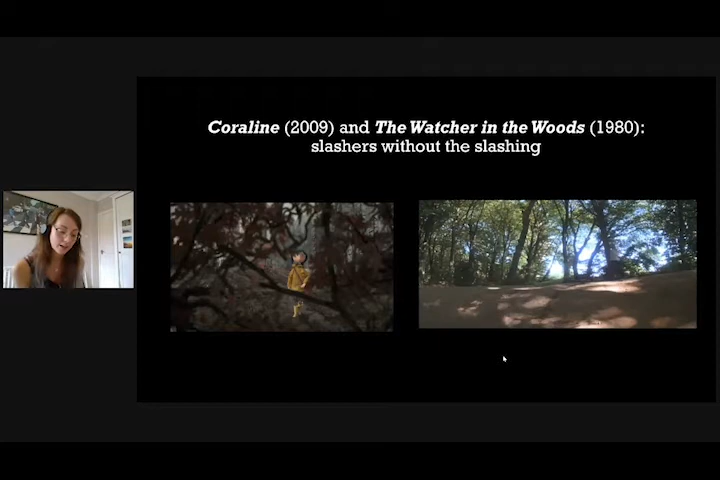 Coraline (2009) and The Watcher in the Woods (1980):
slashers without the slashing